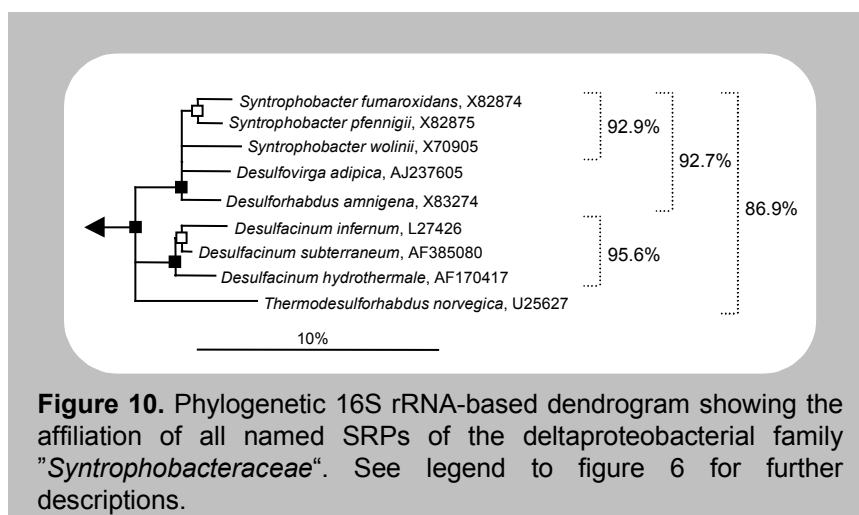 Syntrophobacter fumaroxidans, X82874
Syntrophobacter pfennigii, X82875
92.9%
Syntrophobacter wolinii, X70905
92.7%
Desulfovirga adipica, AJ237605
Desulforhabdus amnigena, X83274
86.9%
Desulfacinum infernum, L27426
Desulfacinum subterraneum, AF385080
95.6%
Desulfacinum hydrothermale, AF170417
Thermodesulforhabdus norvegica, U25627
10%
Figure 10. Phylogenetic 16S rRNA-based dendrogram showing the
affiliation of all named SRPs of the deltaproteobacterial family
”Syntrophobacteraceae“. See legend to figure 6 for further
descriptions.